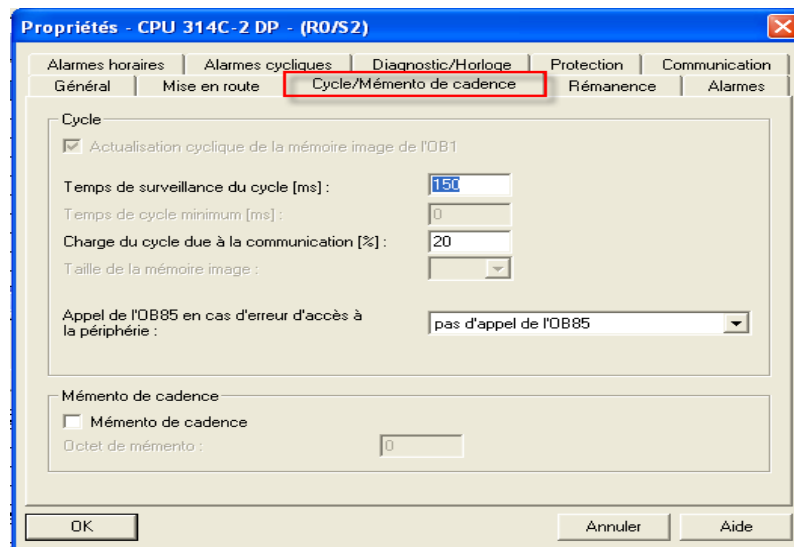 Propriétés - CPU 314C-2 DP - (R0/S2)
Alarmes horaires Alarmes cycliques Diagnostic/Horloge Protection Communication
Général Mise en route Cycle/Mémento de cadence Rémanence Alarmes
Cycle
Actualisation cyclique de la mémoire image de l'OB1
Temps de surveillance du cycle [ms] : 150
Temps de cycle minimum [ms] : 0
Charge du cycle due à la communication [%] : 20
Taille de la mémoire image :
Appel de l'OB85 en cas d'erreur d'accès à
la périphérie : pas d'appel de l'OB85
Mémento de cadence
Mémento de cadence
Octet de mémento : 0
OK Annuler Aide